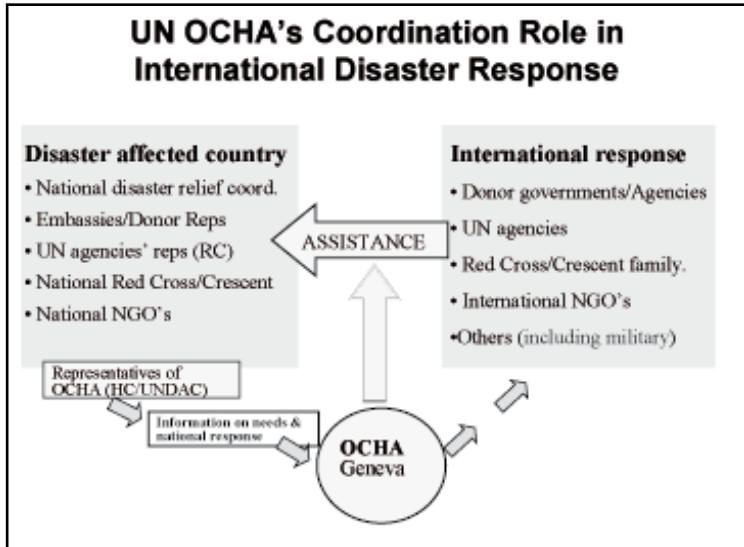 UN OCHA's Coordination Role in
International Disaster Response
Disaster affected country
• National disaster relief coord.
• Embassies/Donor Reps
• UN agencies' reps (RC)
• National Red Cross/Crescent
• National NGO's
ASSISTANCE
International response
• Donor governments/Agencies
• UN agencies
• Red Cross/Crescent family.
• International NGO's
•Others (including military)
Representatives of
OCHA (HC/UNDAC)
Information on needs &
national response
OCHA
Geneva